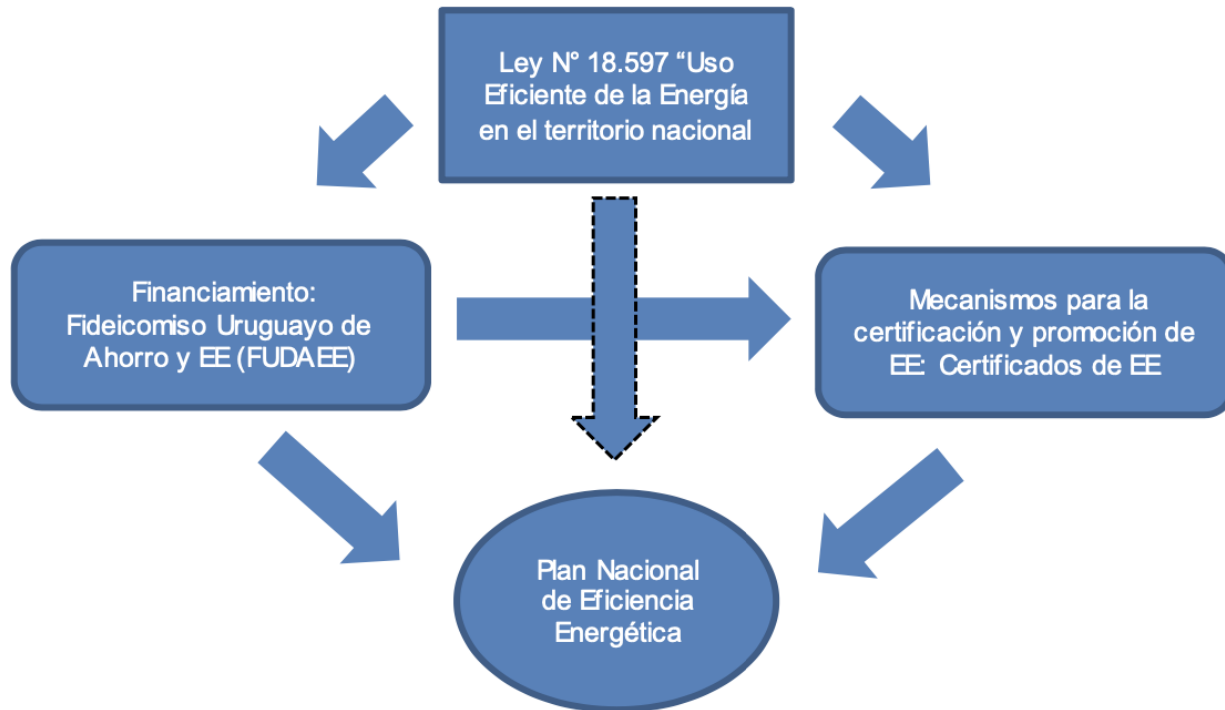 Ley N° 18.597 “Uso
Eficiente de la Energía
en el territorio nacional
Financiamiento:
Fideicomiso Uruguayo de
Ahorro y EE (FUDAEE)
Mecanismos para la
certificación y promoción de
EE: Certificados de EE
Plan Nacional
de Eficiencia
Energética